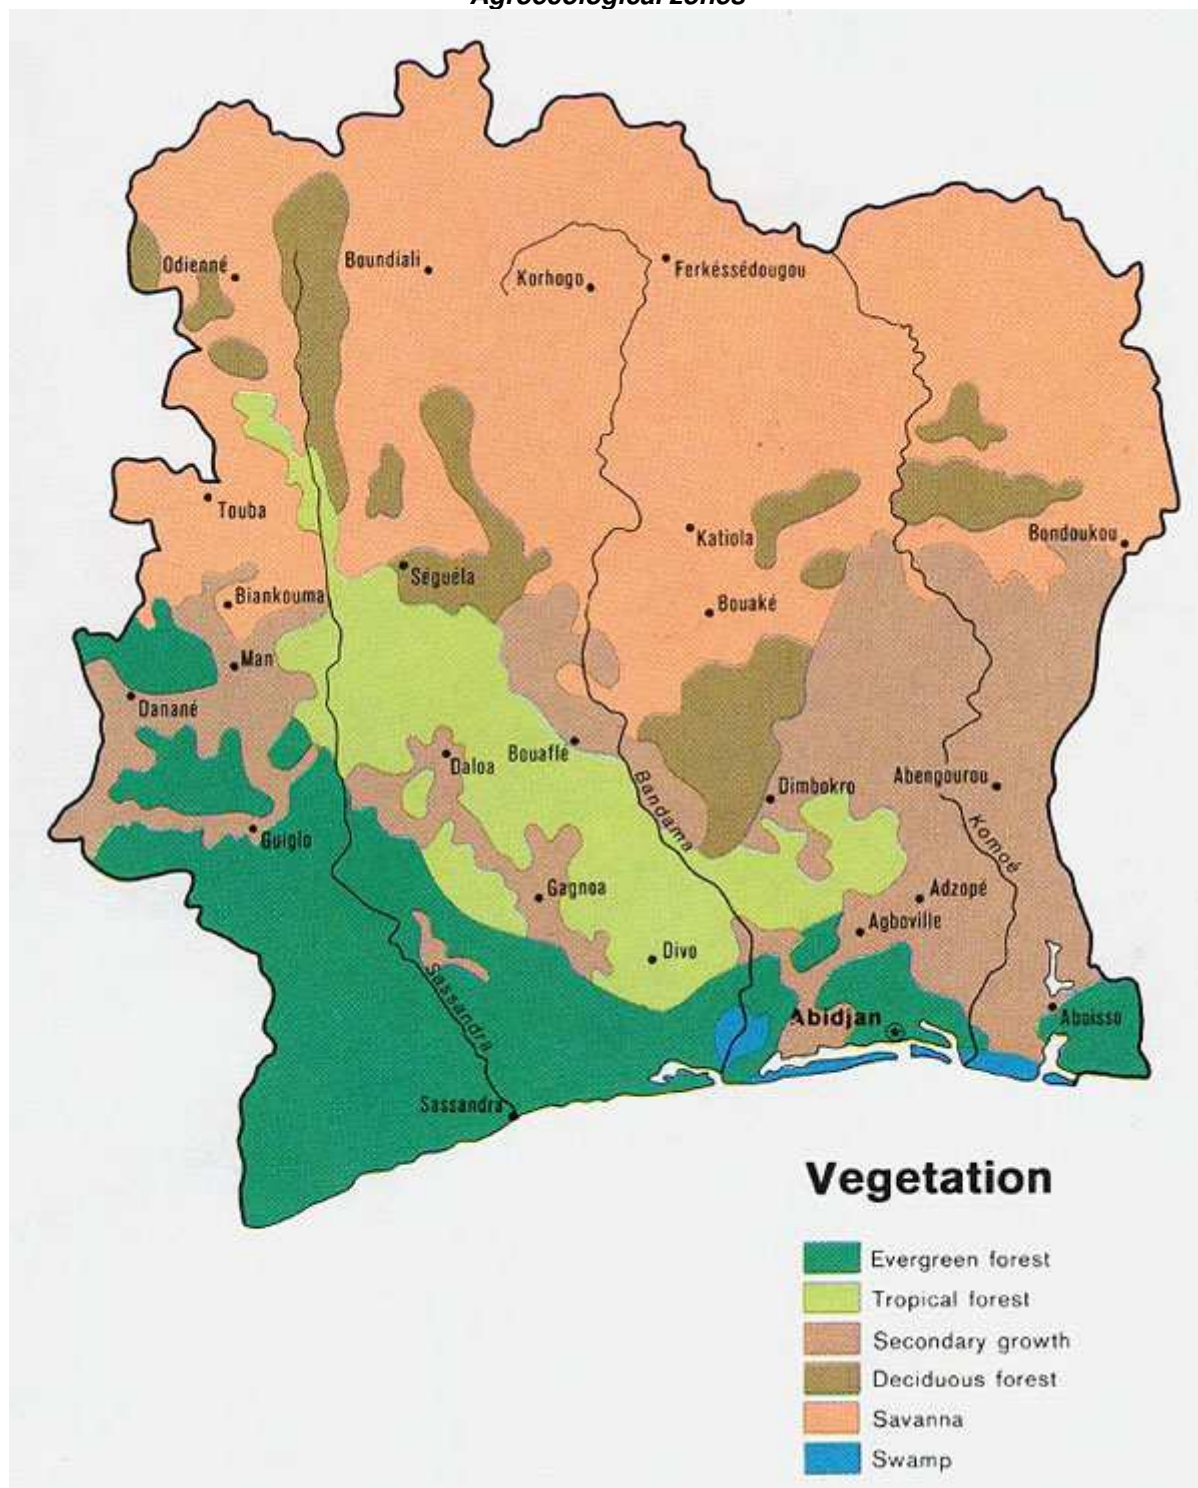 Agroecological zones
Odienné
Boundiali
Korhogo
Ferkéssédougou
Touba
Katiola
Bondoukou
Séguéla
Biankouma
Bouaké
Man
Danané
Daloa
Bouaflé
Bandama
Dimbokro
Abengourou
Komoé
Guiglo
Gagnoa
Adzopé
Agboville
Divo
Sassandra
Abidjan
Aboisso
Sassandra
Vegetation
Evergreen forest
Tropical forest
Secondary growth
Deciduous forest
Savanna
Swamp